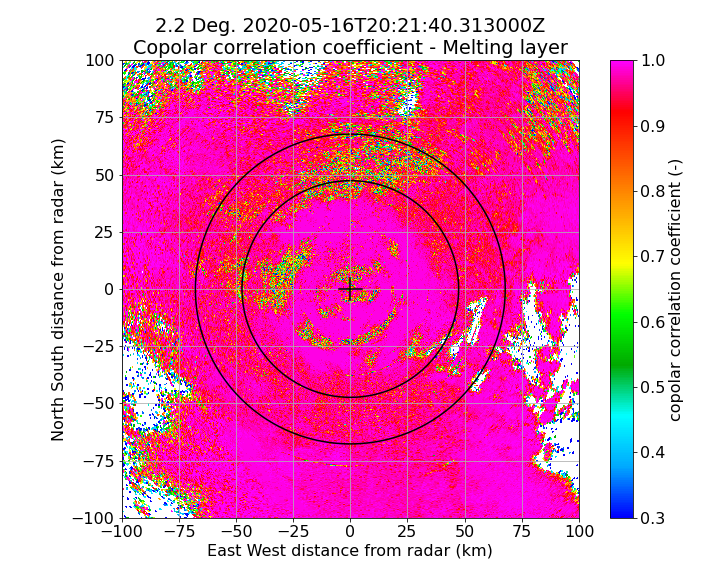 2.2 Deg. 2020-05-16T20:21:40.313000Z
Copolar correlation coefficient - Melting layer
100
75
50
25
0
−25
−50
−75
−100
North South distance from radar (km)
−100 −75 −50 −25 0 25 50 75 100
East West distance from radar (km)
1.0
0.9
0.8
0.7
0.6
0.5
0.4
0.3
copolar correlation coefficient (-)